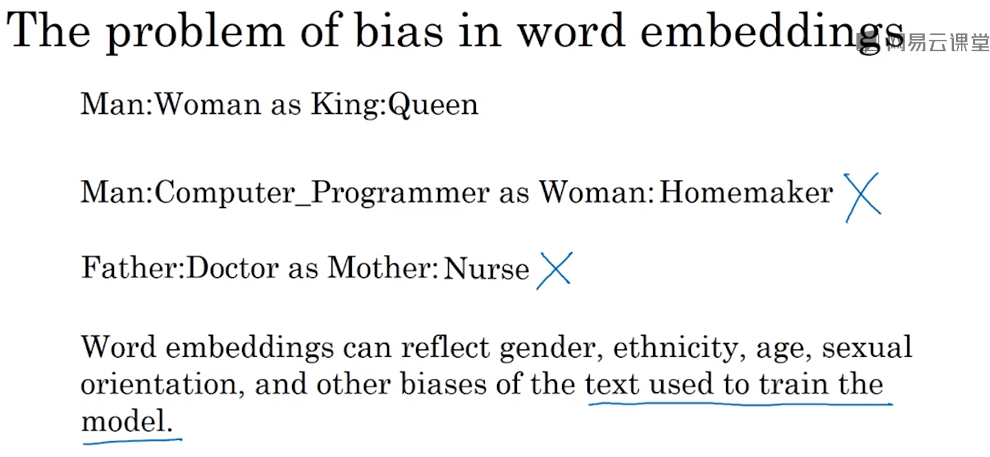 The problem of bias in word embeddings
网易云课堂
Man:Woman as King:Queen
Man:Computer_Programmer as Woman: Homemaker
Father:Doctor as Mother: Nurse
Word embeddings can reflect gender, ethnicity, age, sexual
orientation, and other biases of the text used to train the
model.